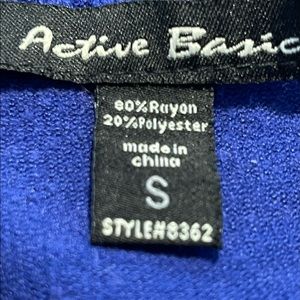 Active Basic
80%Rayon
20%Polyester
made in
china
S
STYLE#8362